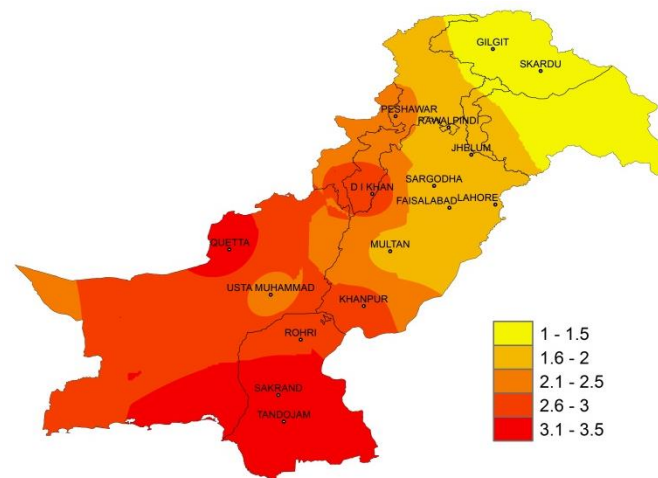 GILGIT
SKARDU
PESHAWAR
RAWALPINDI
JHELUM
SARGODHA
D I KHAN
FAISALABAD
LAHORE
QUETTA
MULTAN
USTA MUHAMMAD
KHANPUR
ROHRI
SAKRAND
TANDOJAM
1 - 1.5
1.6 - 2
2.1 - 2.5
2.6 - 3
3.1 - 3.5